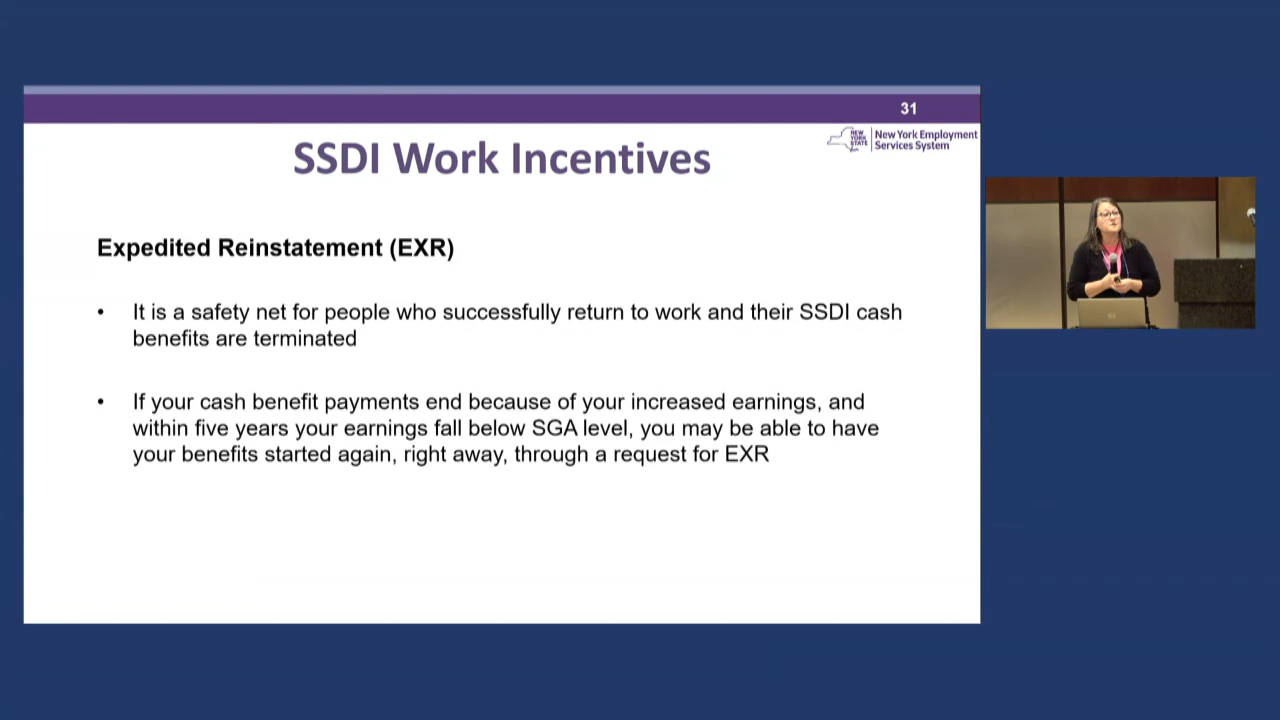 31
NEW
YORK
STATE
New York Employment
Services System
SSDI Work Incentives
Expedited Reinstatement (EXR)
• It is a safety net for people who successfully return to work and their SSDI cash
benefits are terminated
• If your cash benefit payments end because of your increased earnings, and
within five years your earnings fall below SGA level, you may be able to have
your benefits started again, right away, through a request for EXR